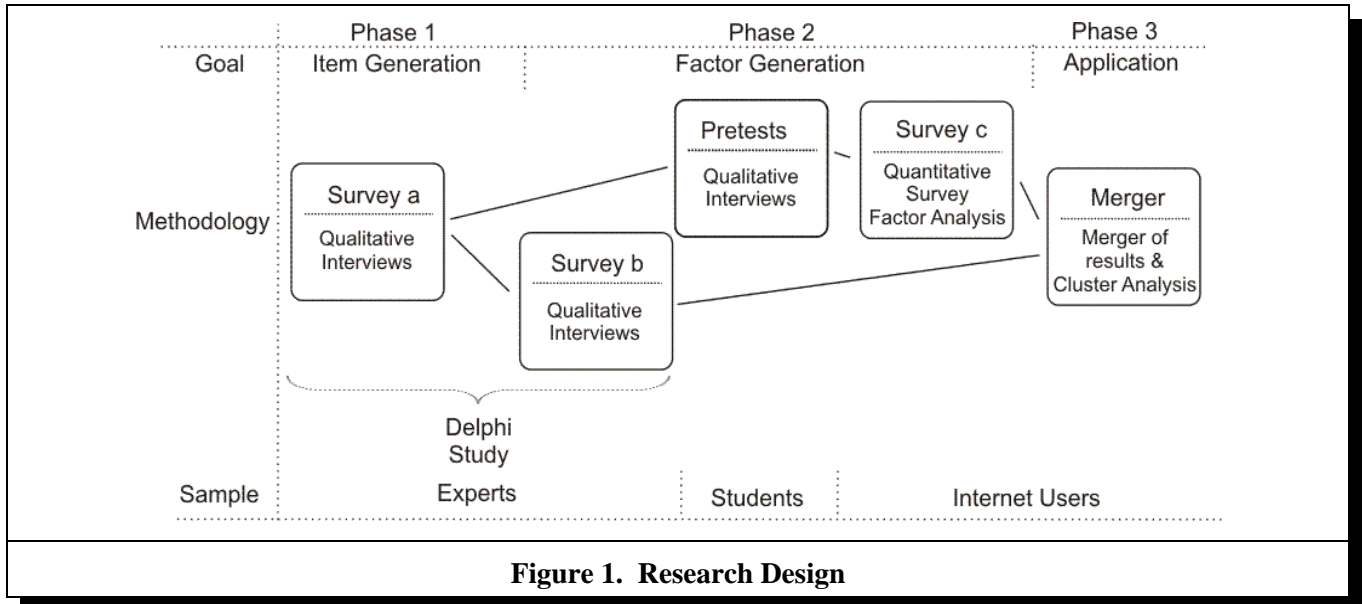 Phase 1 Phase 2 Phase 3
Goal Item Generation Factor Generation Application
Methodology
Survey a
Qualitative
Interviews
Survey b
Qualitative
Interviews
Pretests
Qualitative
Interviews
Survey c
Quantitative
Survey
Factor Analysis
Merger
Merger of
results &
Cluster Analysis
Delphi
Study
Sample Experts Students Internet Users
Figure 1. Research Design